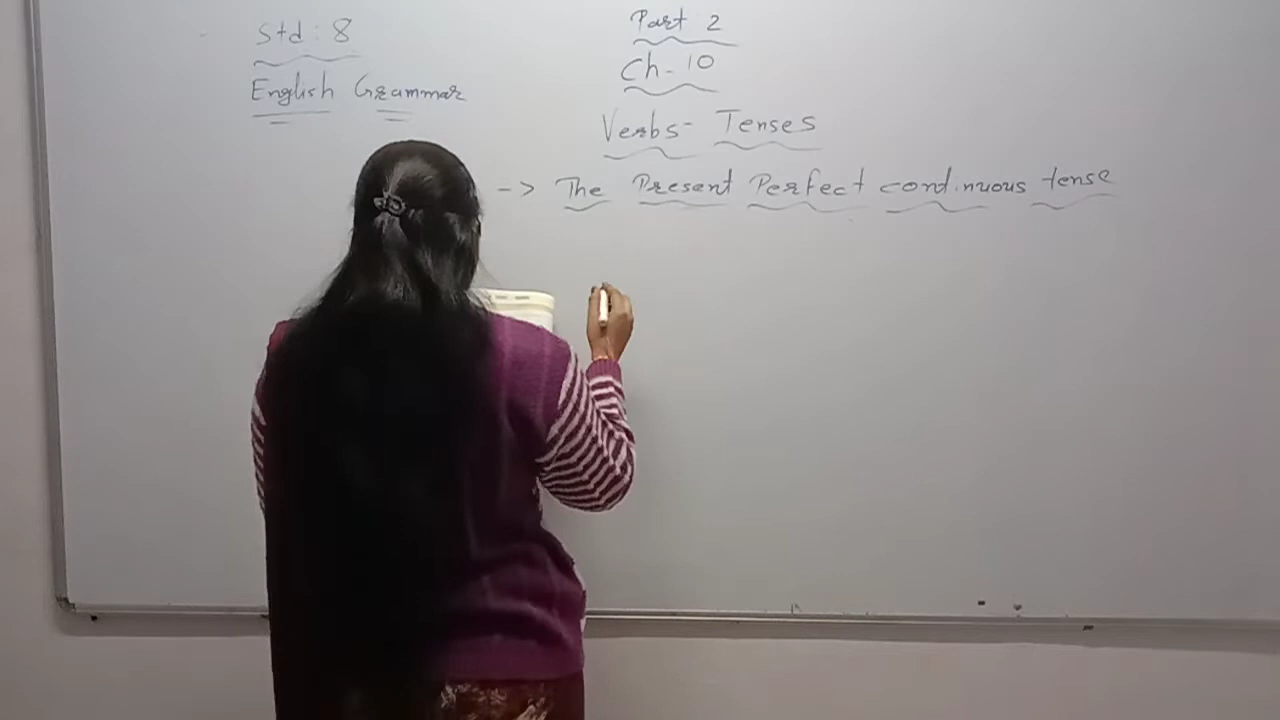 Std : 8
English Grammar
Part 2
Ch - 10
Verbs - Tenses
-> The Present Perfect continuous tense